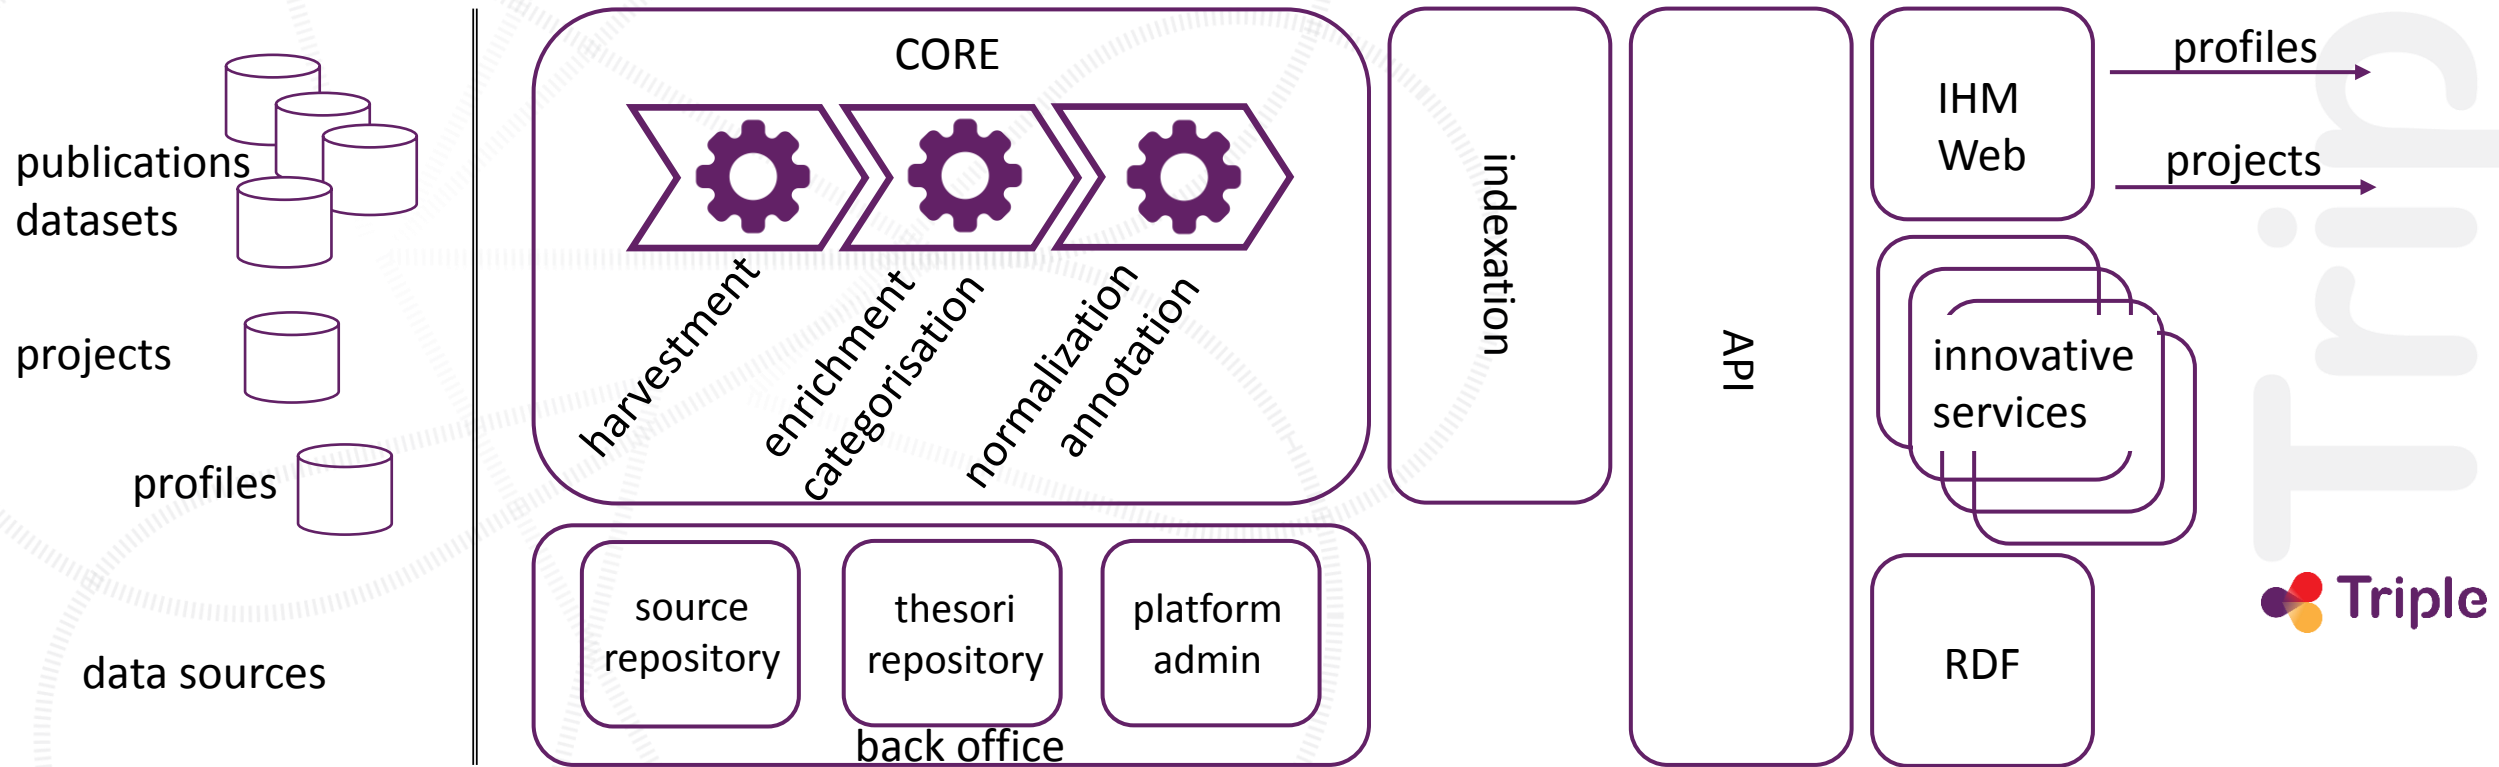 publications
datasets
projects
profiles
data sources
CORE
harvestment
enrichment
categorisation
normalization
annotation
source
repository
thesori
repository
platform
admin
back office
indexation
API
IHM
Web
innovative
services
RDF
profiles
projects
Triple
Trip